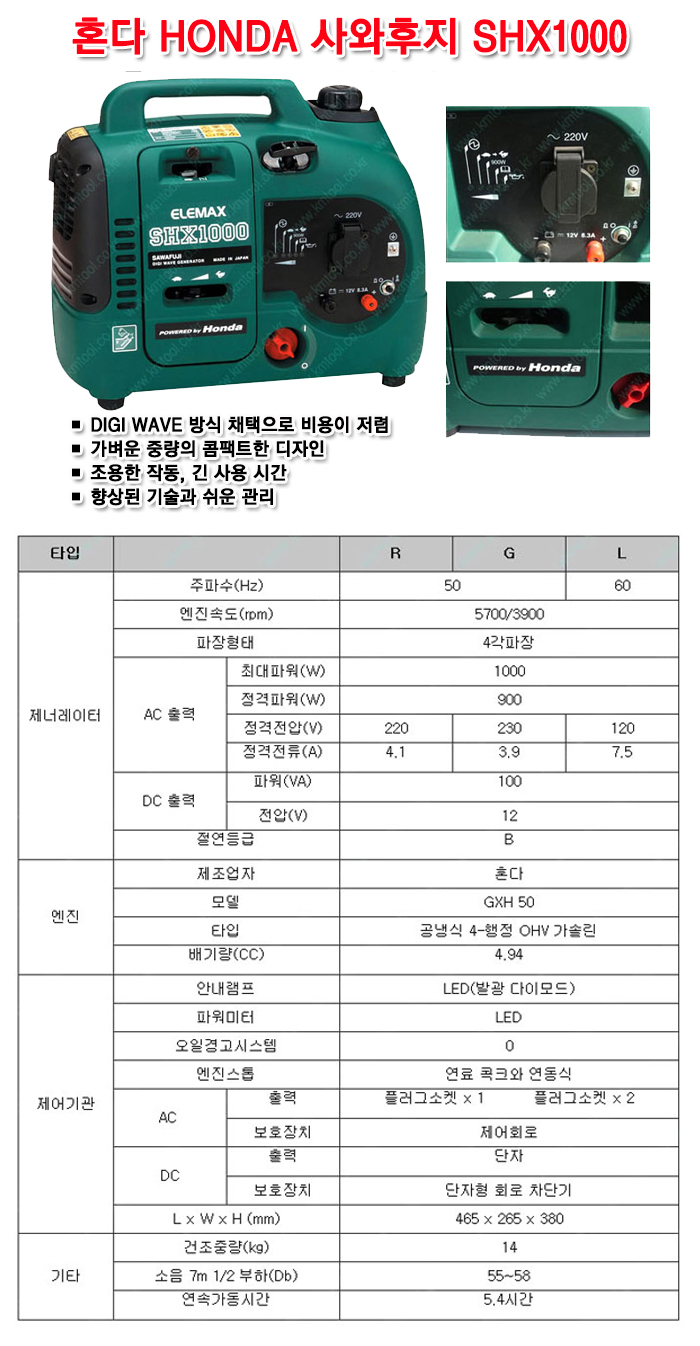 혼다 HONDA 사와후지 SHX1000
ELEMAX
SHX1000
SAWAFUJI
DIGI WAVE GENERATOR MADE IN JAPAN
POWERED by Honda
900W
~ 220V
12V 8.3A
I
O
900W
~ 220V
12V 8.3A
POWERED by Honda
www.kmtool.co.kr
■ DIGI WAVE 방식 채택으로 비용이 저렴
■ 가벼운 중량의 콤팩트한 디자인
■ 조용한 작동, 긴 사용 시간
■ 향상된 기술과 쉬운 관리
타입 R G L
제너레이터 주파수(Hz) 50 60
엔진속도(rpm) 5700/3900
파장형태 4각파장
AC 출력 최대파워(W) 1000
정격파워(W) 900
정격전압(V) 220 230 120
정격전류(A) 4.1 3.9 7.5
DC 출력 파워(VA) 100
전압(V) 12
절연등급 B
엔진 제조업자 혼다
모델 GXH 50
타입 공냉식 4-행정 OHV 가솔린
배기량(CC) 4.94
제어기관 안내램프 LED(발광 다이모드)
파워미터 LED
오일경고시스템 0
엔진스톱 연료 콕크와 연동식
AC 출력 플러그소켓 x 1 플러그소켓 x 2
보호장치 제어회로
DC 출력 단자
보호장치 단자형 회로 차단기
L x W x H (mm) 465 x 265 x 380
기타 건조중량(kg) 14
소음 7m 1/2 부하(Db) 55~58
연속가동시간 5.4시간